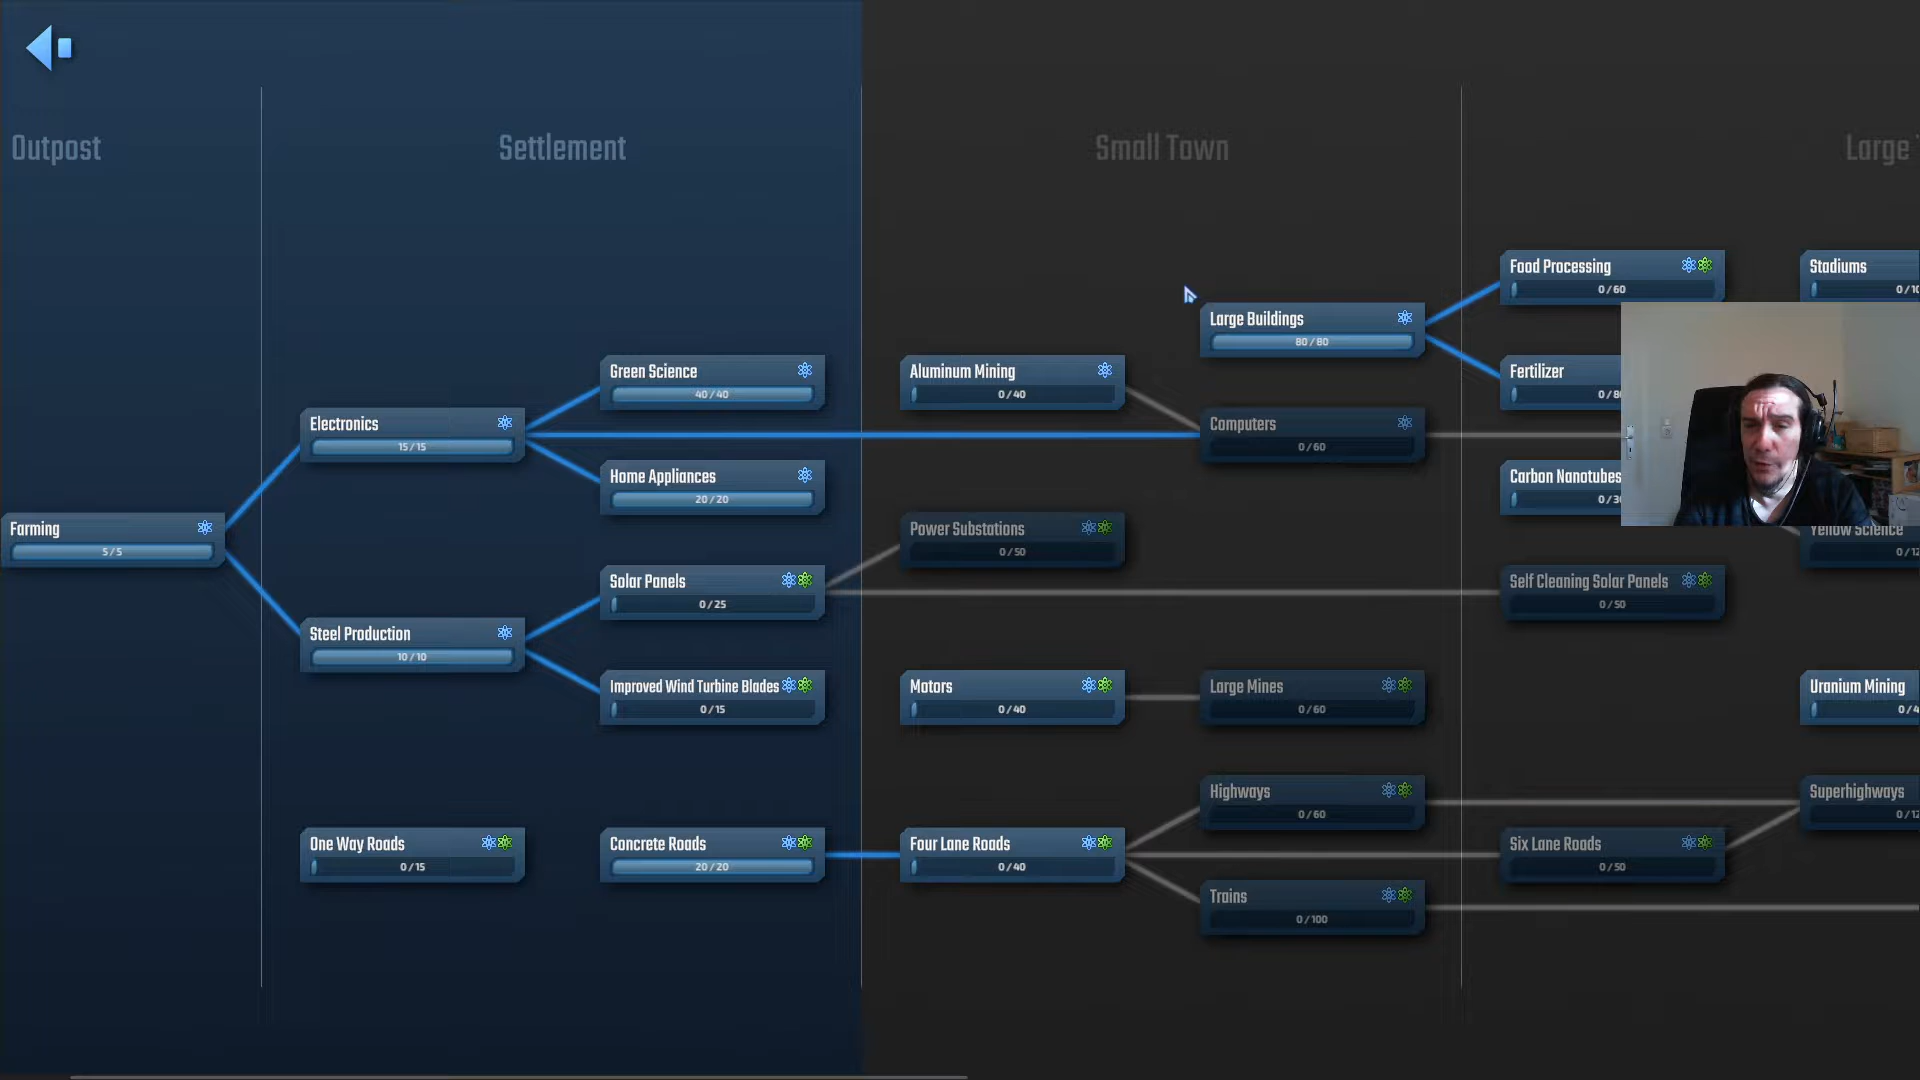 Outpost
Settlement
Small Town
Large
Food Processing
0/60
Stadiums
Large Buildings
80/80
Green Science
40/40
Aluminum Mining
0/40
Fertilizer
Electronics
15/15
Computers
0/60
Home Appliances
20/20
Carbon Nanotubes
Farming
5/5
Power Substations
0/50
Yellow Science
Solar Panels
0/25
Self Cleaning Solar Panels
0/50
Steel Production
10/10
Improved Wind Turbine Blades
0/15
Motors
0/40
Large Mines
0/60
Uranium Mining
Highways
0/60
Superhighways
One Way Roads
0/15
Concrete Roads
20/20
Four Lane Roads
0/40
Six Lane Roads
0/50
Trains
0/100